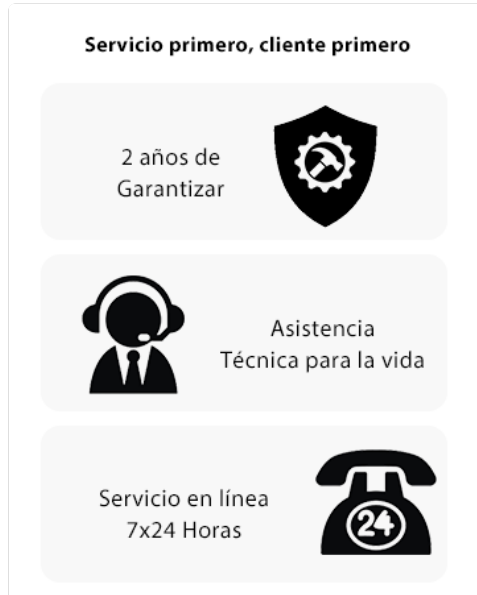 Servicio primero, cliente primero
2 años de
Garantizar
Asistencia
Técnica para la vida
Servicio en línea
7x24 Horas
24